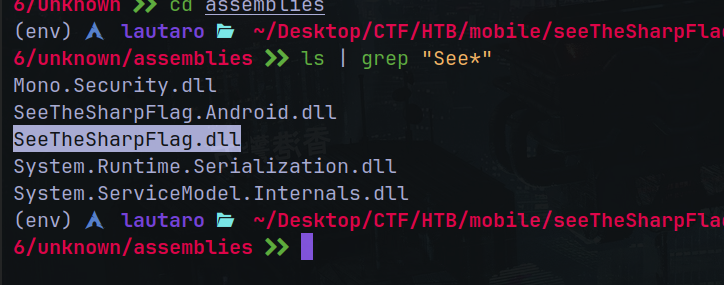 6/unknown >> cd assemblies
(env) lautaro ~/Desktop/CTF/HTB/mobile/seeTheSharpFla
6/unknown/assemblies >> ls | grep "See*"
Mono.Security.dll
SeeTheSharpFlag.Android.dll
SeeTheSharpFlag.dll
System.Runtime.Serialization.dll
System.ServiceModel.Internals.dll
(env) lautaro ~/Desktop/CTF/HTB/mobile/seeTheSharpFla
6/unknown/assemblies >>